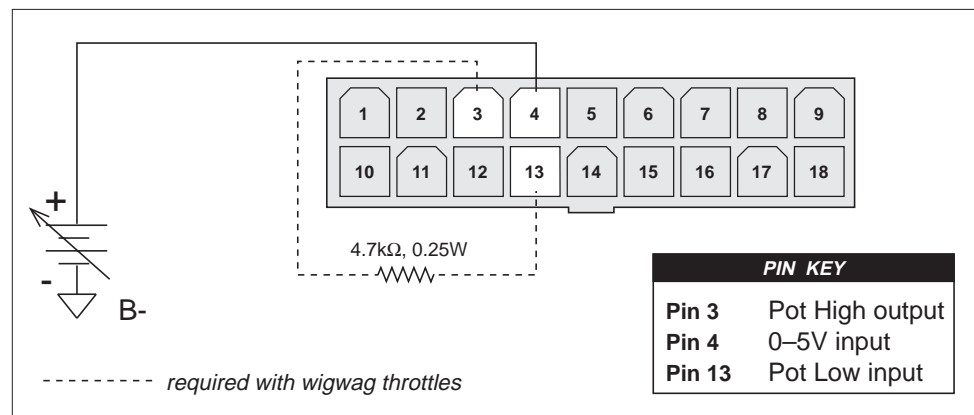 1 2 3 4 5 6 7 8 9
10 11 12 13 14 15 16 17 18
+
4.7kΩ, 0.25W
-
B-
PIN KEY
Pin 3 Pot High output
Pin 4 0–5V input
Pin 13 Pot Low input
required with wigwag throttles